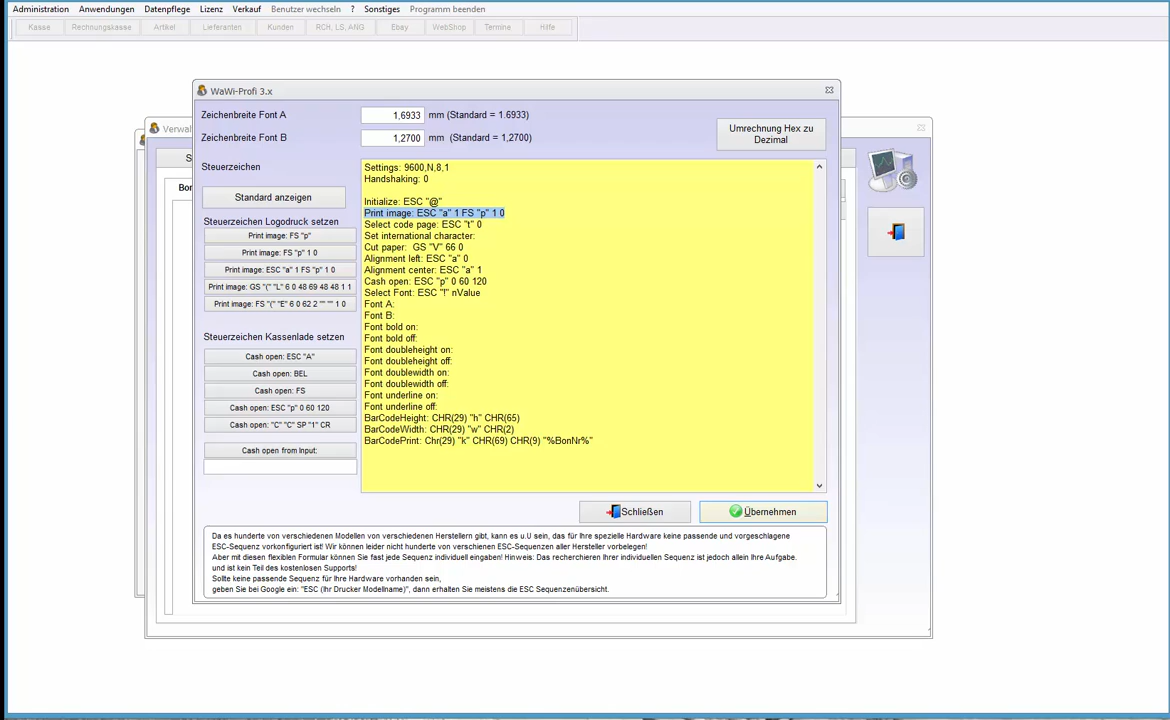 Administration Anwendungen Datenpflege Lizenz Verkauf Benutzer wechseln ? Sonstiges Programm beenden
Kasse Rechnungskasse Artikel Lieferanten Kunden RCH, LS, ANG Ebay WebShop Termine Hilfe
WaWi-Profi 3.x
Verwal
St
Bon
Zeichenbreite Font A 1,6933 mm (Standard = 1.6933)
Zeichenbreite Font B 1,2700 mm (Standard = 1,2700)
Umrechnung Hex zu
Dezimal
Steuerzeichen
Standard anzeigen
Steuerzeichen Logodruck setzen
Print image: FS "p"
Print image: FS "p" 1 0
Print image: ESC "a" 1 FS "p" 1 0
Print image: GS "(" "L" 6 0 48 69 48 48 1 1
Print image: FS "(" "E" 6 0 62 2 "" "" 1 0
Steuerzeichen Kassenlade setzen
Cash open: ESC "A"
Cash open: BEL
Cash open: FS
Cash open: ESC "p" 0 60 120
Cash open: "C" "C" SP "1" CR
Cash open from Input:
Settings: 9600,N,8,1
Handshaking: 0
Initialize: ESC "@"
Print image: ESC "a" 1 FS "p" 1 0
Select code page: ESC "t" 0
Set international character:
Cut paper:  GS "V" 66 0
Alignment left: ESC "a" 0
Alignment center: ESC "a" 1
Cash open: ESC "p" 0 60 120
Select Font: ESC "!" nValue
Font A:
Font B:
Font bold on:
Font bold off:
Font doubleheight on:
Font doubleheight off:
Font doublewidth on:
Font doublewidth off:
Font underline on:
Font underline off:
BarCodeHeight: CHR(29) "h" CHR(65)
BarCodeWidth: CHR(29) "w" CHR(2)
BarCodePrint: Chr(29) "k" CHR(69) CHR(9) "%BonNr%"
Schließen
Übernehmen
Da es hunderte von verschiedenen Modellen von verschiedenen Herstellern gibt, kann es u.U sein, das für Ihre spezielle Hardware keine passende und vorgeschlagene
ESC-Sequenz vorkonfiguriert ist! Wir können leider nicht hunderte von verschienen ESC-Sequenzen aller Hersteller vorbelegen!
Aber mit diesen flexiblen Formular können Sie fast jede Sequenz individuell eingaben! Hinweis: Das recherchieren Ihrer individuellen Sequenz ist jedoch allein Ihre Aufgabe.
und ist kein Teil des kostenlosen Supports!
Sollte keine passende Sequenz für Ihre Hardware vorhanden sein,
geben Sie bei Google ein: "ESC (Ihr Drucker Modellname)", dann erhalten Sie meistens die ESC Sequenzenübersicht.